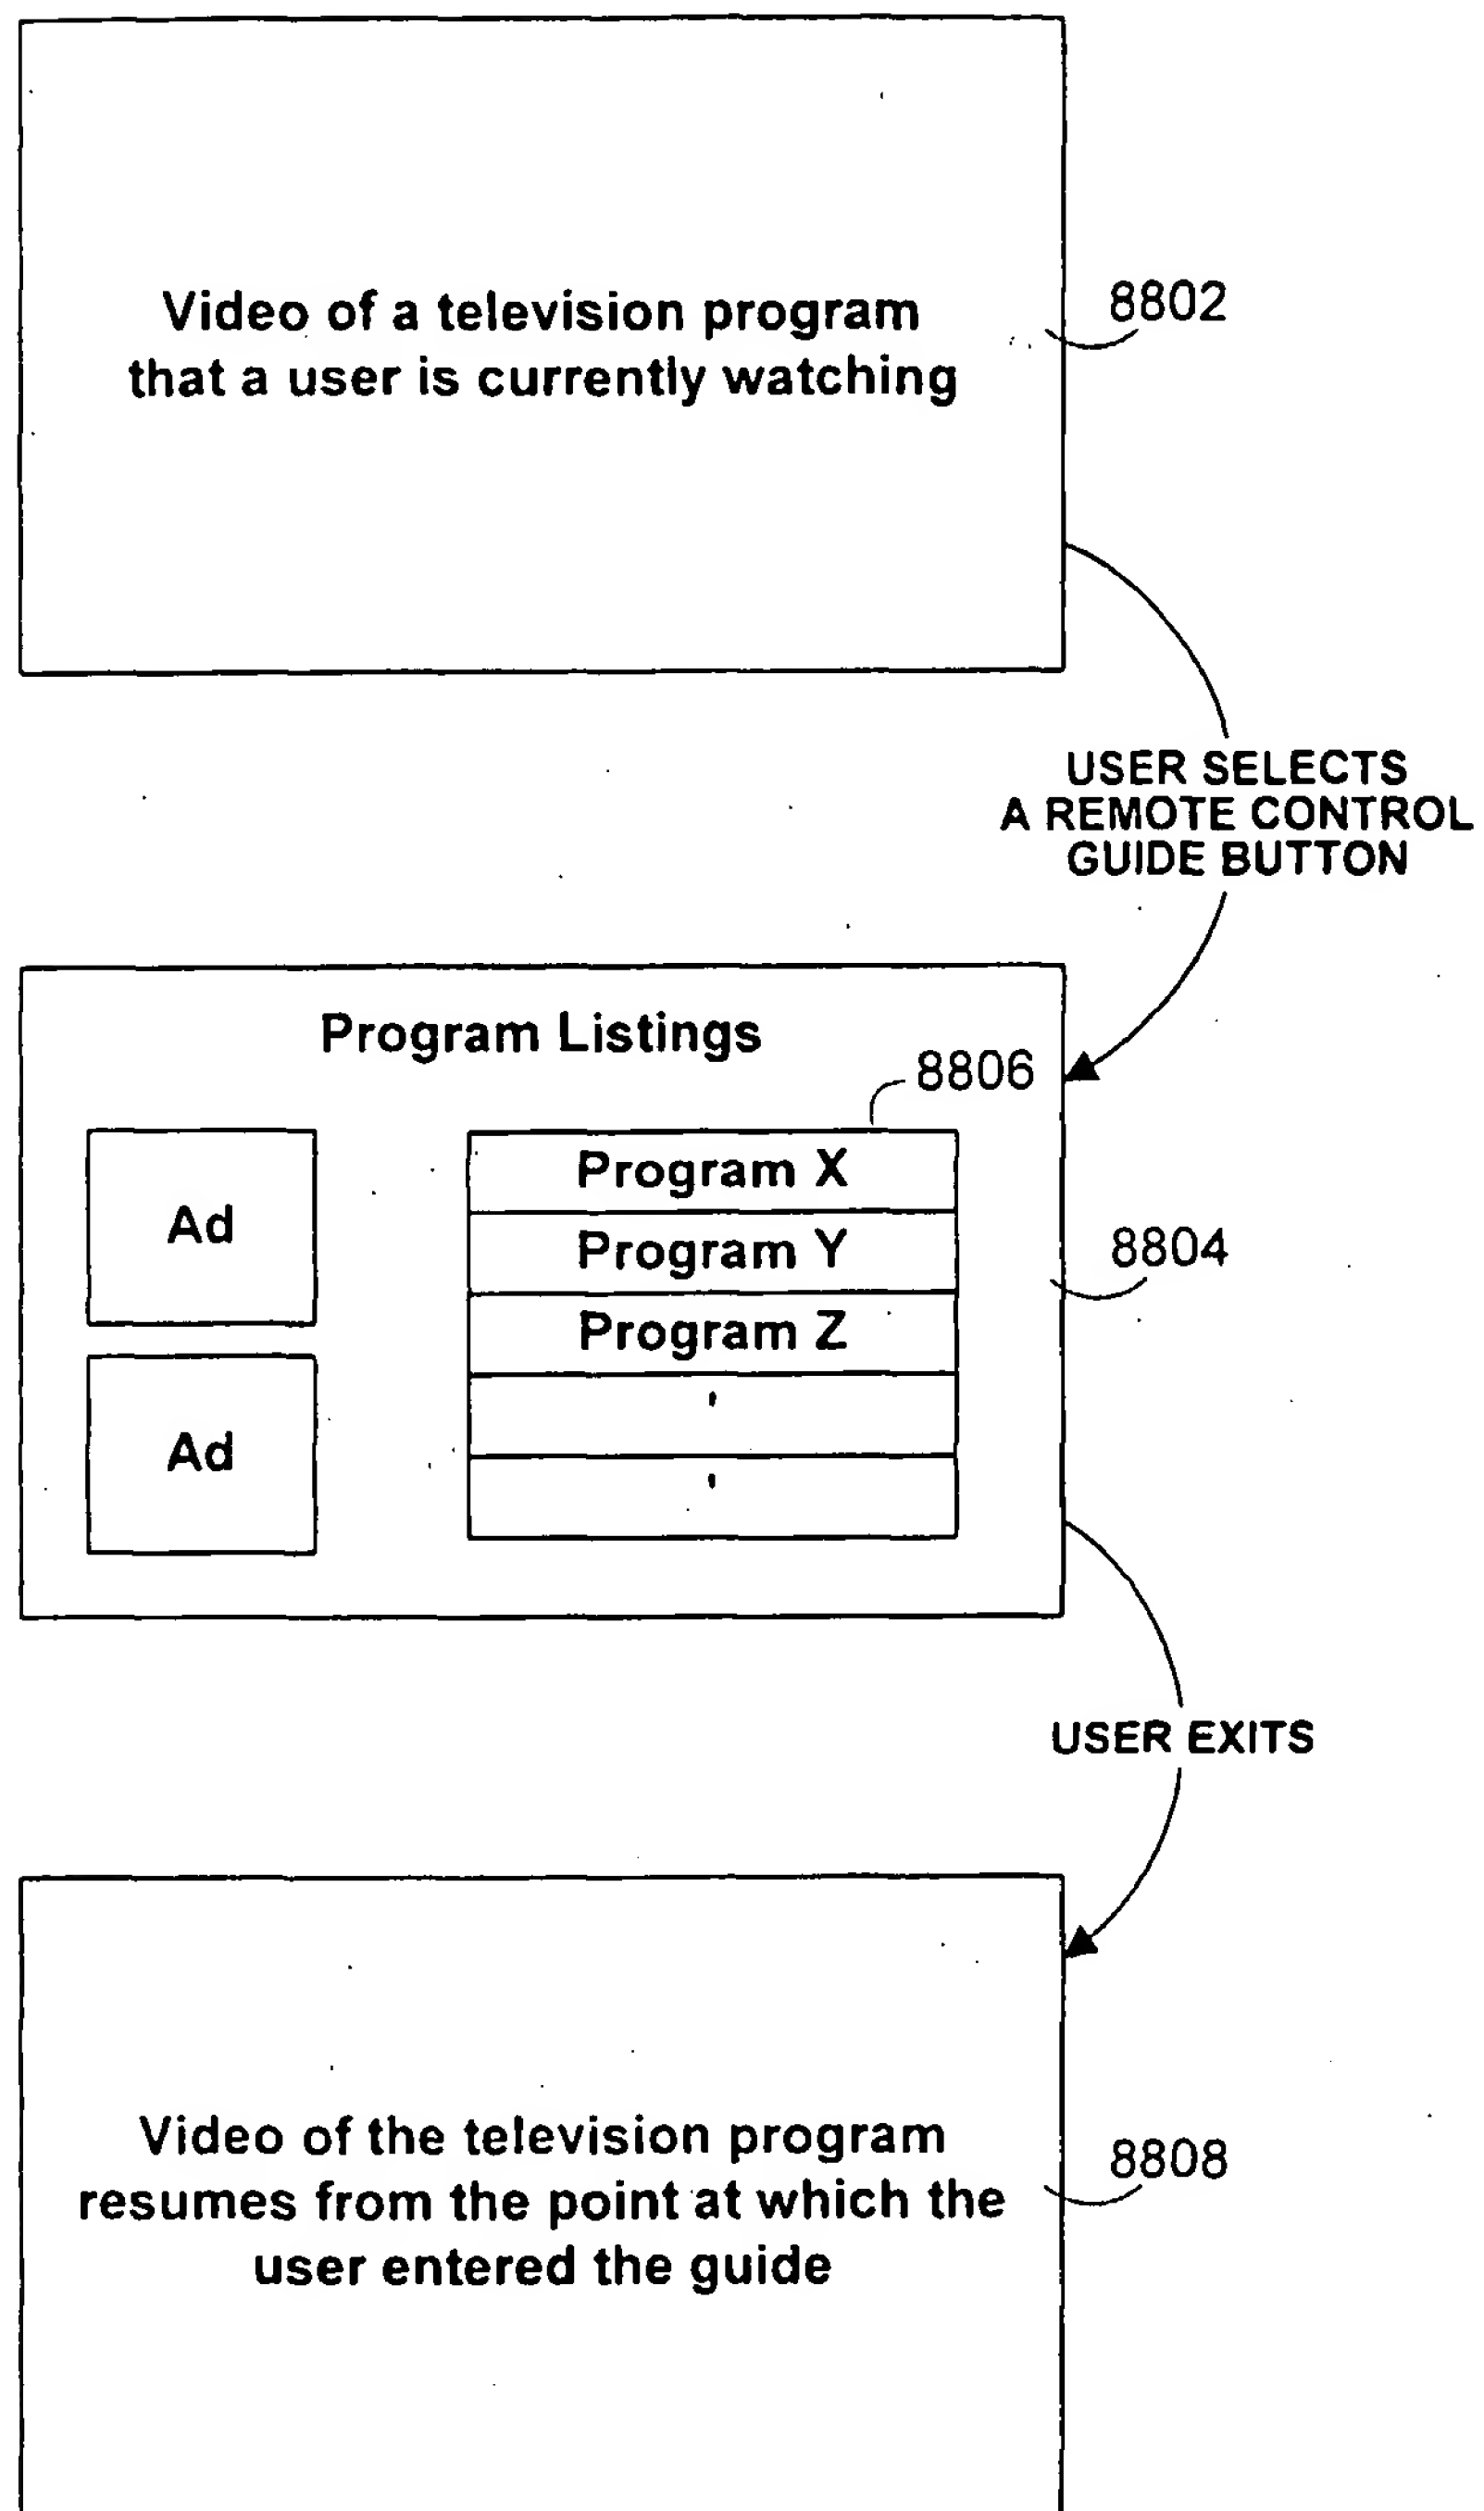 Video of a television program
that a user is currently watching
8802
USER SELECTS
A REMOTE CONTROL
GUIDE BUTTON
Program Listings
8806
Ad
Program X
Program Y
Program Z
8804
Ad
USER EXITS
Video of the television program
resumes from the point at which the
user entered the guide
8808